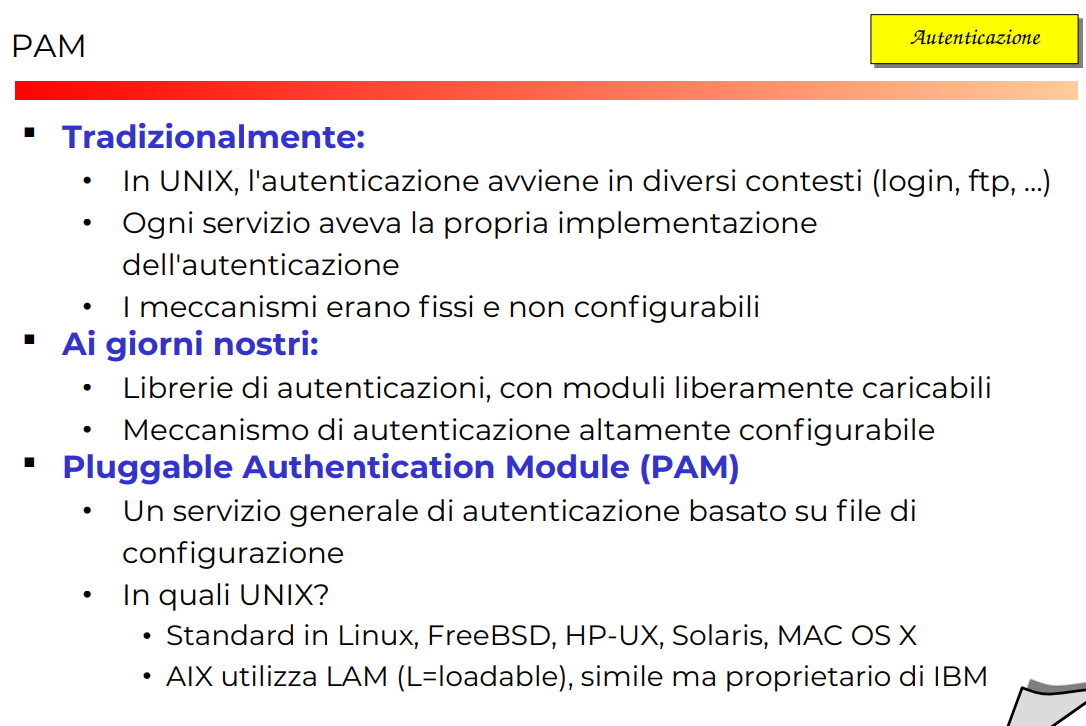 PAM
Autenticazione
Tradizionalmente:
In UNIX, l'autenticazione avviene in diversi contesti (login, ftp, ...)
Ogni servizio aveva la propria implementazione
dell'autenticazione
I meccanismi erano fissi e non configurabili
Ai giorni nostri:
Librerie di autenticazioni, con moduli liberamente caricabili
Meccanismo di autenticazione altamente configurabile
Pluggable Authentication Module (PAM)
Un servizio generale di autenticazione basato su file di
configurazione
In quali UNIX?
Standard in Linux, FreeBSD, HP-UX, Solaris, MAC OS X
AIX utilizza LAM (L=loadable), simile ma proprietario di IBM